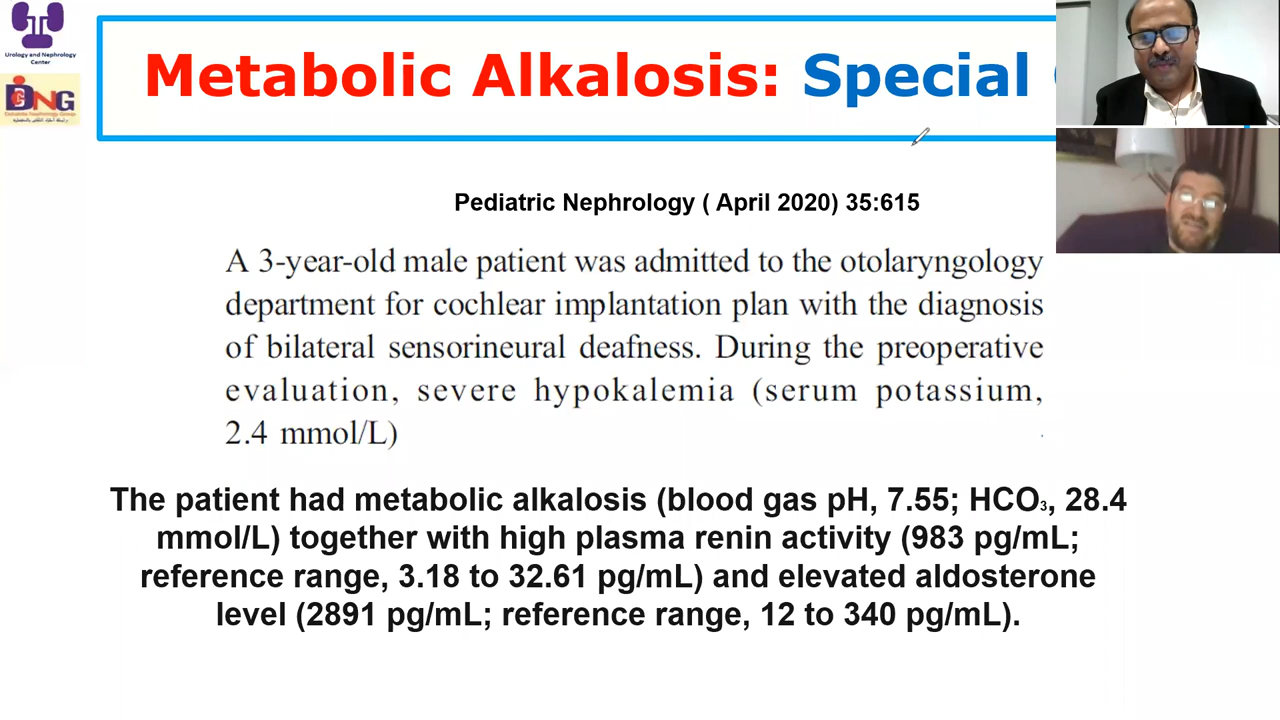 Urology and Nephrology
Center
DNG
Metabolic Alkalosis: Special
Pediatric Nephrology ( April 2020) 35:615
A 3-year-old male patient was admitted to the otolaryngology
department for cochlear implantation plan with the diagnosis
of bilateral sensorineural deafness. During the preoperative
evaluation, severe hypokalemia (serum potassium,
2.4 mmol/L)
The patient had metabolic alkalosis (blood gas pH, 7.55; HCO₃, 28.4
mmol/L) together with high plasma renin activity (983 pg/mL;
reference range, 3.18 to 32.61 pg/mL) and elevated aldosterone
level (2891 pg/mL; reference range, 12 to 340 pg/mL).